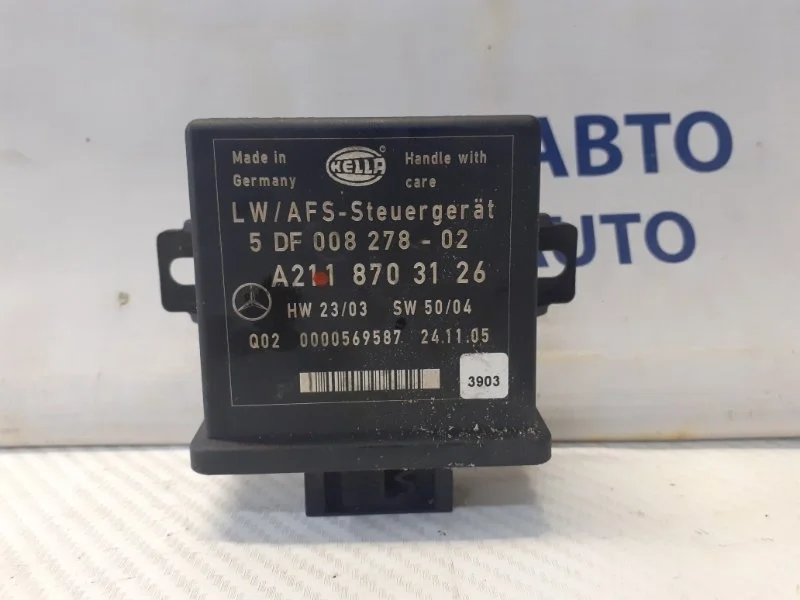 Made in
Germany
HELLA
®
Handle with
care
LW/AFS-Steuergerät
5 DF 008 278 - 02
A211 870 31 26
HW 23/03 SW 50/04
Q02 0000569587 24.11.05
3903
АВТО
AUTO